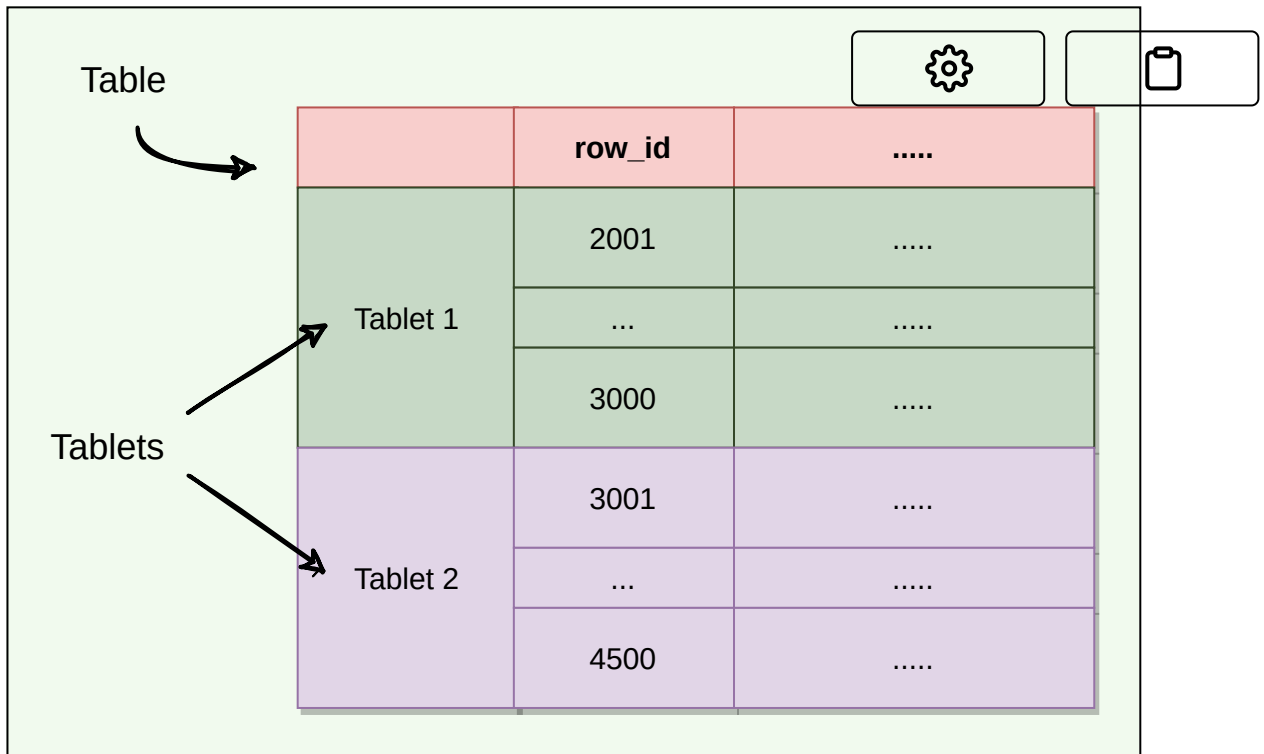 Table
row_id .....
2001 .....
Tablet 1 ... .....
3000 .....
Tablets
3001 .....
Tablet 2 ... .....
4500 .....